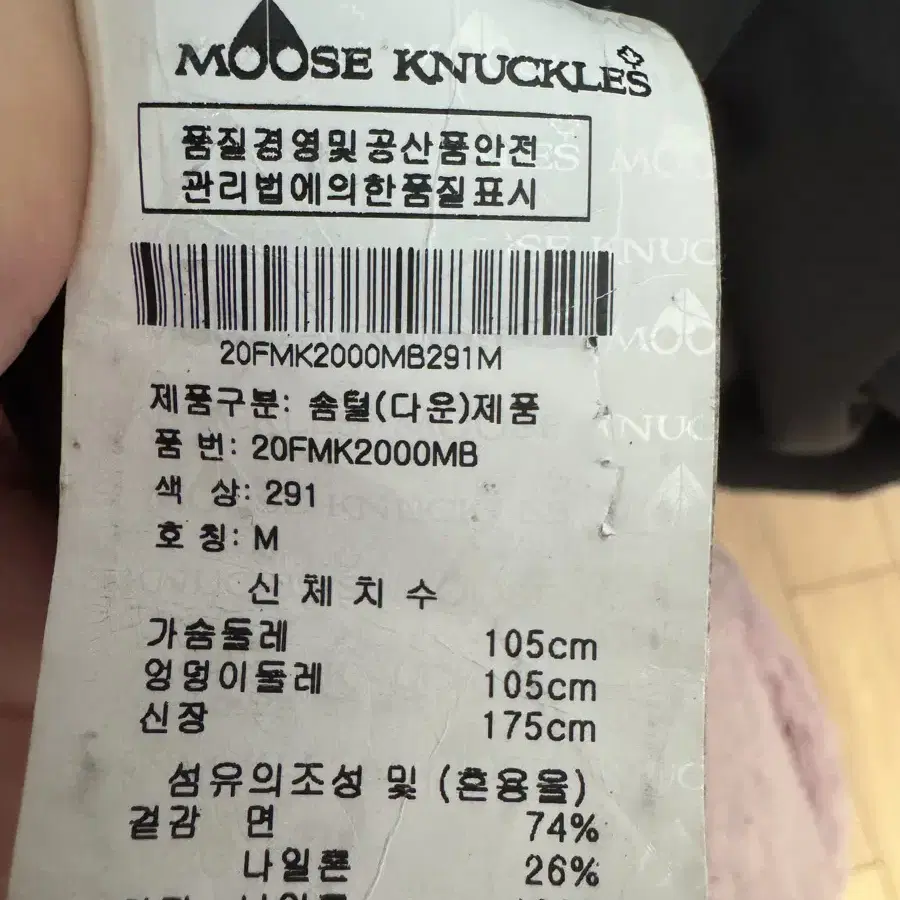 MOOSE KNUCKLES
품질경영및공산품안전
관리법에의한품질표시
20FMK2000MB291M
제품구분: 솜털(다운)제품
품 번: 20FMK2000MB
색 상: 291
호 칭: M
신 체 치 수
가슴둘레 105cm
엉덩이둘레 105cm
신장 175cm
섬유의조성 및 (혼용율)
겉감 면 74%
나일론 26%